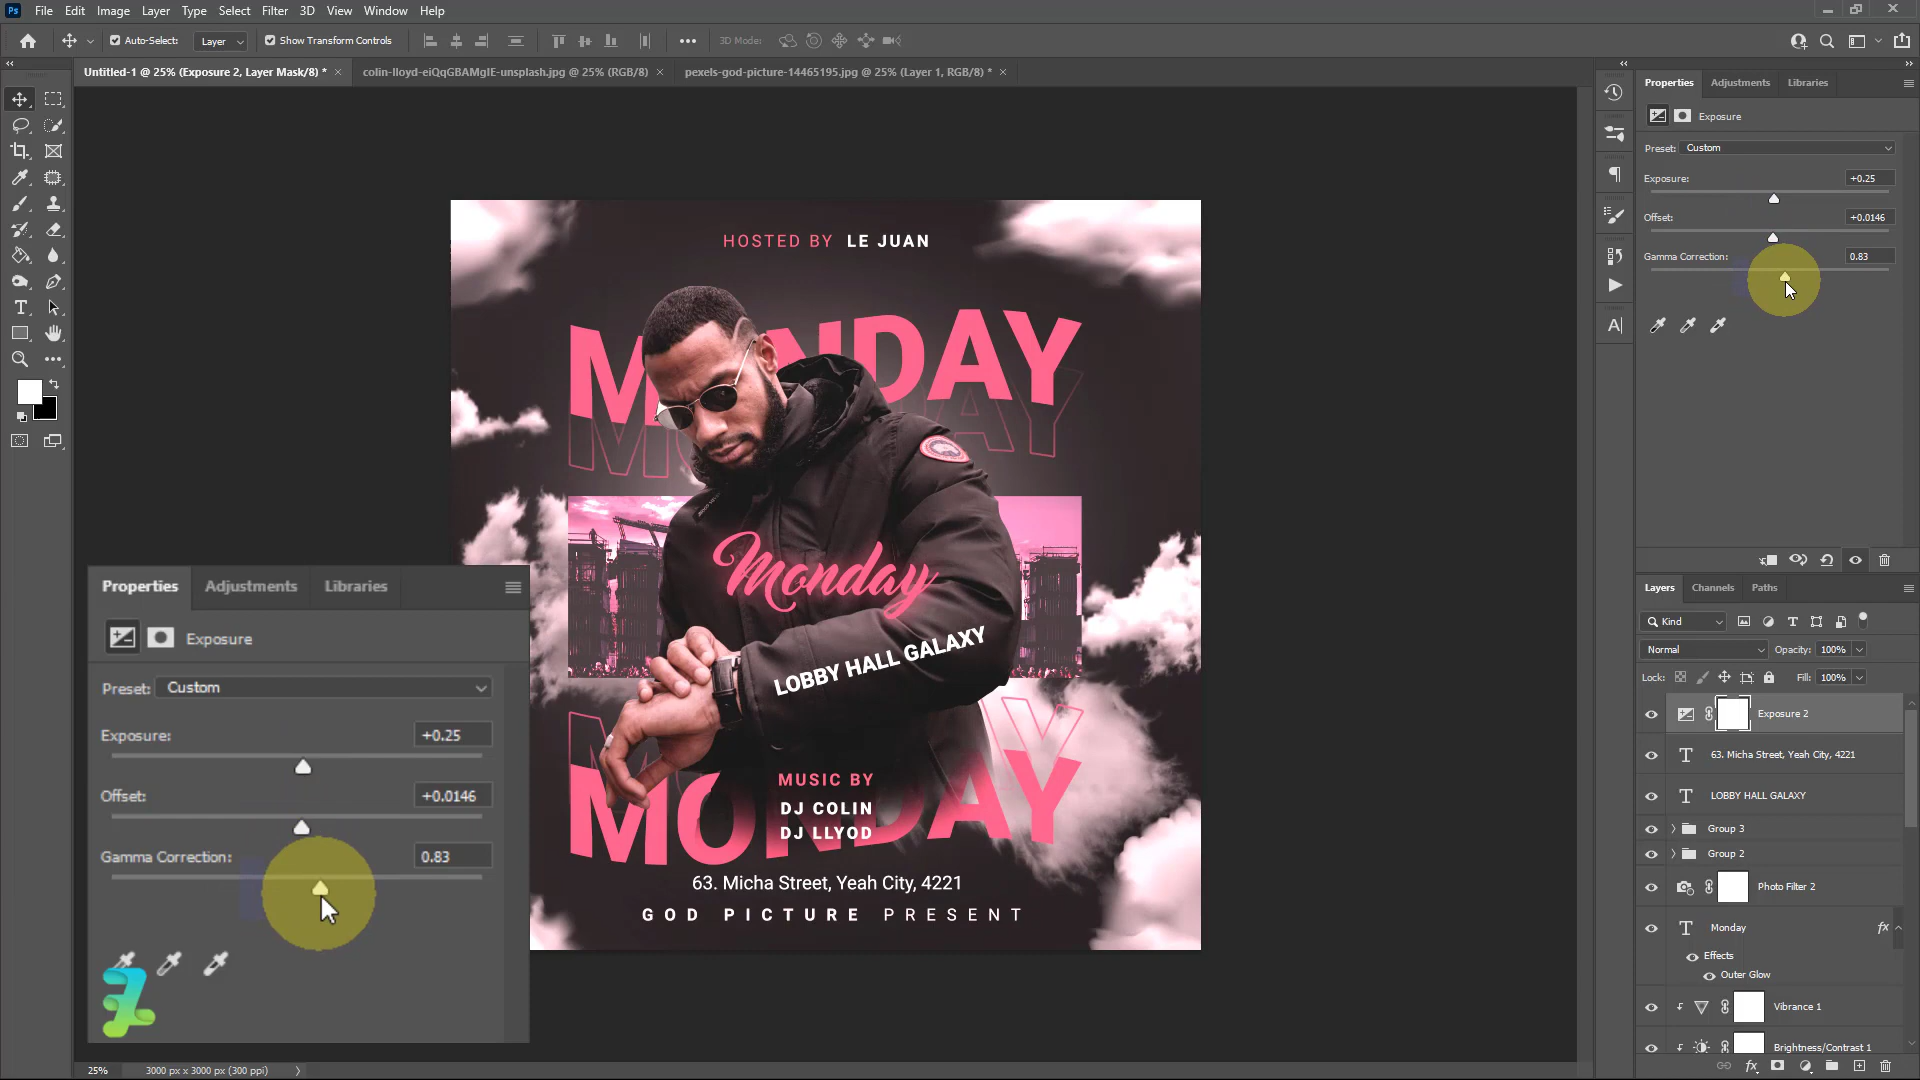 Ps File Edit Image Layer Type Select Filter 3D View Window Help
Auto-Select: Layer Show Transform Controls 3D Mode:
Untitled-1 @ 25% (Exposure 2, Layer Mask/8) * × colin-lloyd-eiQqGBAMgIE-unsplash.jpg @ 25% (RGB/8) × pexels-god-picture-14465195.jpg @ 25% (Layer 1, RGB/8) * ×
Properties Adjustments Libraries
Exposure
Preset: Custom
Exposure: +0.25
Offset: +0.0146
Gamma Correction: 0.83
HOSTED BY LE JUAN
MONDAY
Monday
LOBBY HALL GALAXY
MUSIC BY
DJ COLIN
DJ LLYOD
MONDAY
63. Micha Street, Yeah City, 4221
GOD PICTURE PRESENT
Properties Adjustments Libraries
Exposure
Preset: Custom
Exposure: +0.25
Offset: +0.0146
Gamma Correction: 0.83
Layers Channels Paths
Kind
Normal Opacity: 100%
Lock: Fill: 100%
Exposure 2
63. Micha Street, Yeah City, 4221
LOBBY HALL GALAXY
Group 3
Group 2
Photo Filter 2
Monday fx
Effects
Outer Glow
Vibrance 1
Brightness/Contrast 1
25% 3000 px x 3000 px (300 ppi)